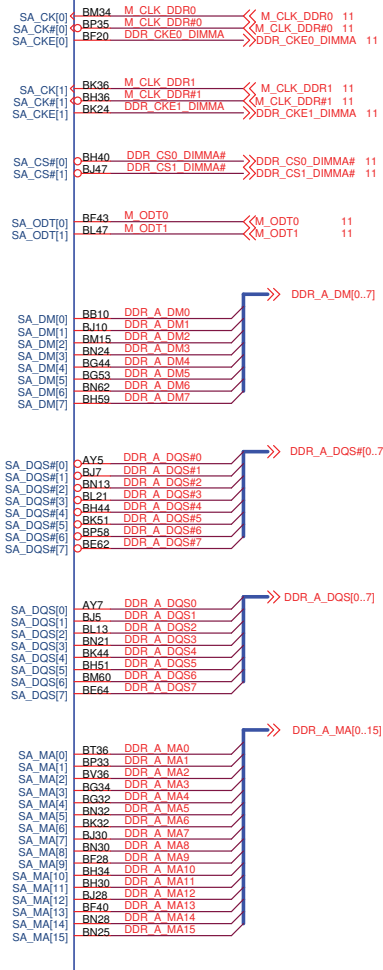 SA_CK[0] BM34 M_CLK_DDR0 M_CLK_DDR0 11
SA_CK#[0] BP35 M_CLK_DDR#0 M_CLK_DDR#0 11
SA_CKE[0] BF20 DDR_CKE0_DIMMA DDR_CKE0_DIMMA 11
SA_CK[1] BK36 M_CLK_DDR1 M_CLK_DDR1 11
SA_CK#[1] BH36 M_CLK_DDR#1 M_CLK_DDR#1 11
SA_CKE[1] BK24 DDR_CKE1_DIMMA DDR_CKE1_DIMMA 11
SA_CS#[0] BH40 DDR_CS0_DIMMA# DDR_CS0_DIMMA# 11
SA_CS#[1] BJ47 DDR_CS1_DIMMA# DDR_CS1_DIMMA# 11
SA_ODT[0] BF43 M_ODT0 M_ODT0 11
SA_ODT[1] BL47 M_ODT1 M_ODT1 11
DDR_A_DM[0..7]
SA_DM[0] BB10 DDR_A_DM0
SA_DM[1] BJ10 DDR_A_DM1
SA_DM[2] BM15 DDR_A_DM2
SA_DM[3] BN24 DDR_A_DM3
SA_DM[4] BG44 DDR_A_DM4
SA_DM[5] BG53 DDR_A_DM5
SA_DM[6] BN62 DDR_A_DM6
SA_DM[7] BH59 DDR_A_DM7
DDR_A_DQS#[0..7
SA_DQS#[0] AY5 DDR_A_DQS#0
SA_DQS#[1] BJ7 DDR_A_DQS#1
SA_DQS#[2] BN13 DDR_A_DQS#2
SA_DQS#[3] BL21 DDR_A_DQS#3
SA_DQS#[4] BH44 DDR_A_DQS#4
SA_DQS#[5] BK51 DDR_A_DQS#5
SA_DQS#[6] BP58 DDR_A_DQS#6
SA_DQS#[7] BE62 DDR_A_DQS#7
DDR_A_DQS[0..7]
SA_DQS[0] AY7 DDR_A_DQS0
SA_DQS[1] BJ5 DDR_A_DQS1
SA_DQS[2] BL13 DDR_A_DQS2
SA_DQS[3] BN21 DDR_A_DQS3
SA_DQS[4] BK44 DDR_A_DQS4
SA_DQS[5] BH51 DDR_A_DQS5
SA_DQS[6] BM60 DDR_A_DQS6
SA_DQS[7] BE64 DDR_A_DQS7
DDR_A_MA[0..15]
SA_MA[0] BT36 DDR_A_MA0
SA_MA[1] BP33 DDR_A_MA1
SA_MA[2] BV36 DDR_A_MA2
SA_MA[3] BG34 DDR_A_MA3
SA_MA[4] BG32 DDR_A_MA4
SA_MA[5] BN32 DDR_A_MA5
SA_MA[6] BK32 DDR_A_MA6
SA_MA[7] BJ30 DDR_A_MA7
SA_MA[8] BN30 DDR_A_MA8
SA_MA[9] BF28 DDR_A_MA9
SA_MA[10] BH34 DDR_A_MA10
SA_MA[11] BH30 DDR_A_MA11
SA_MA[12] BJ28 DDR_A_MA12
SA_MA[13] BF40 DDR_A_MA13
SA_MA[14] BN28 DDR_A_MA14
SA_MA[15] BN25 DDR_A_MA15